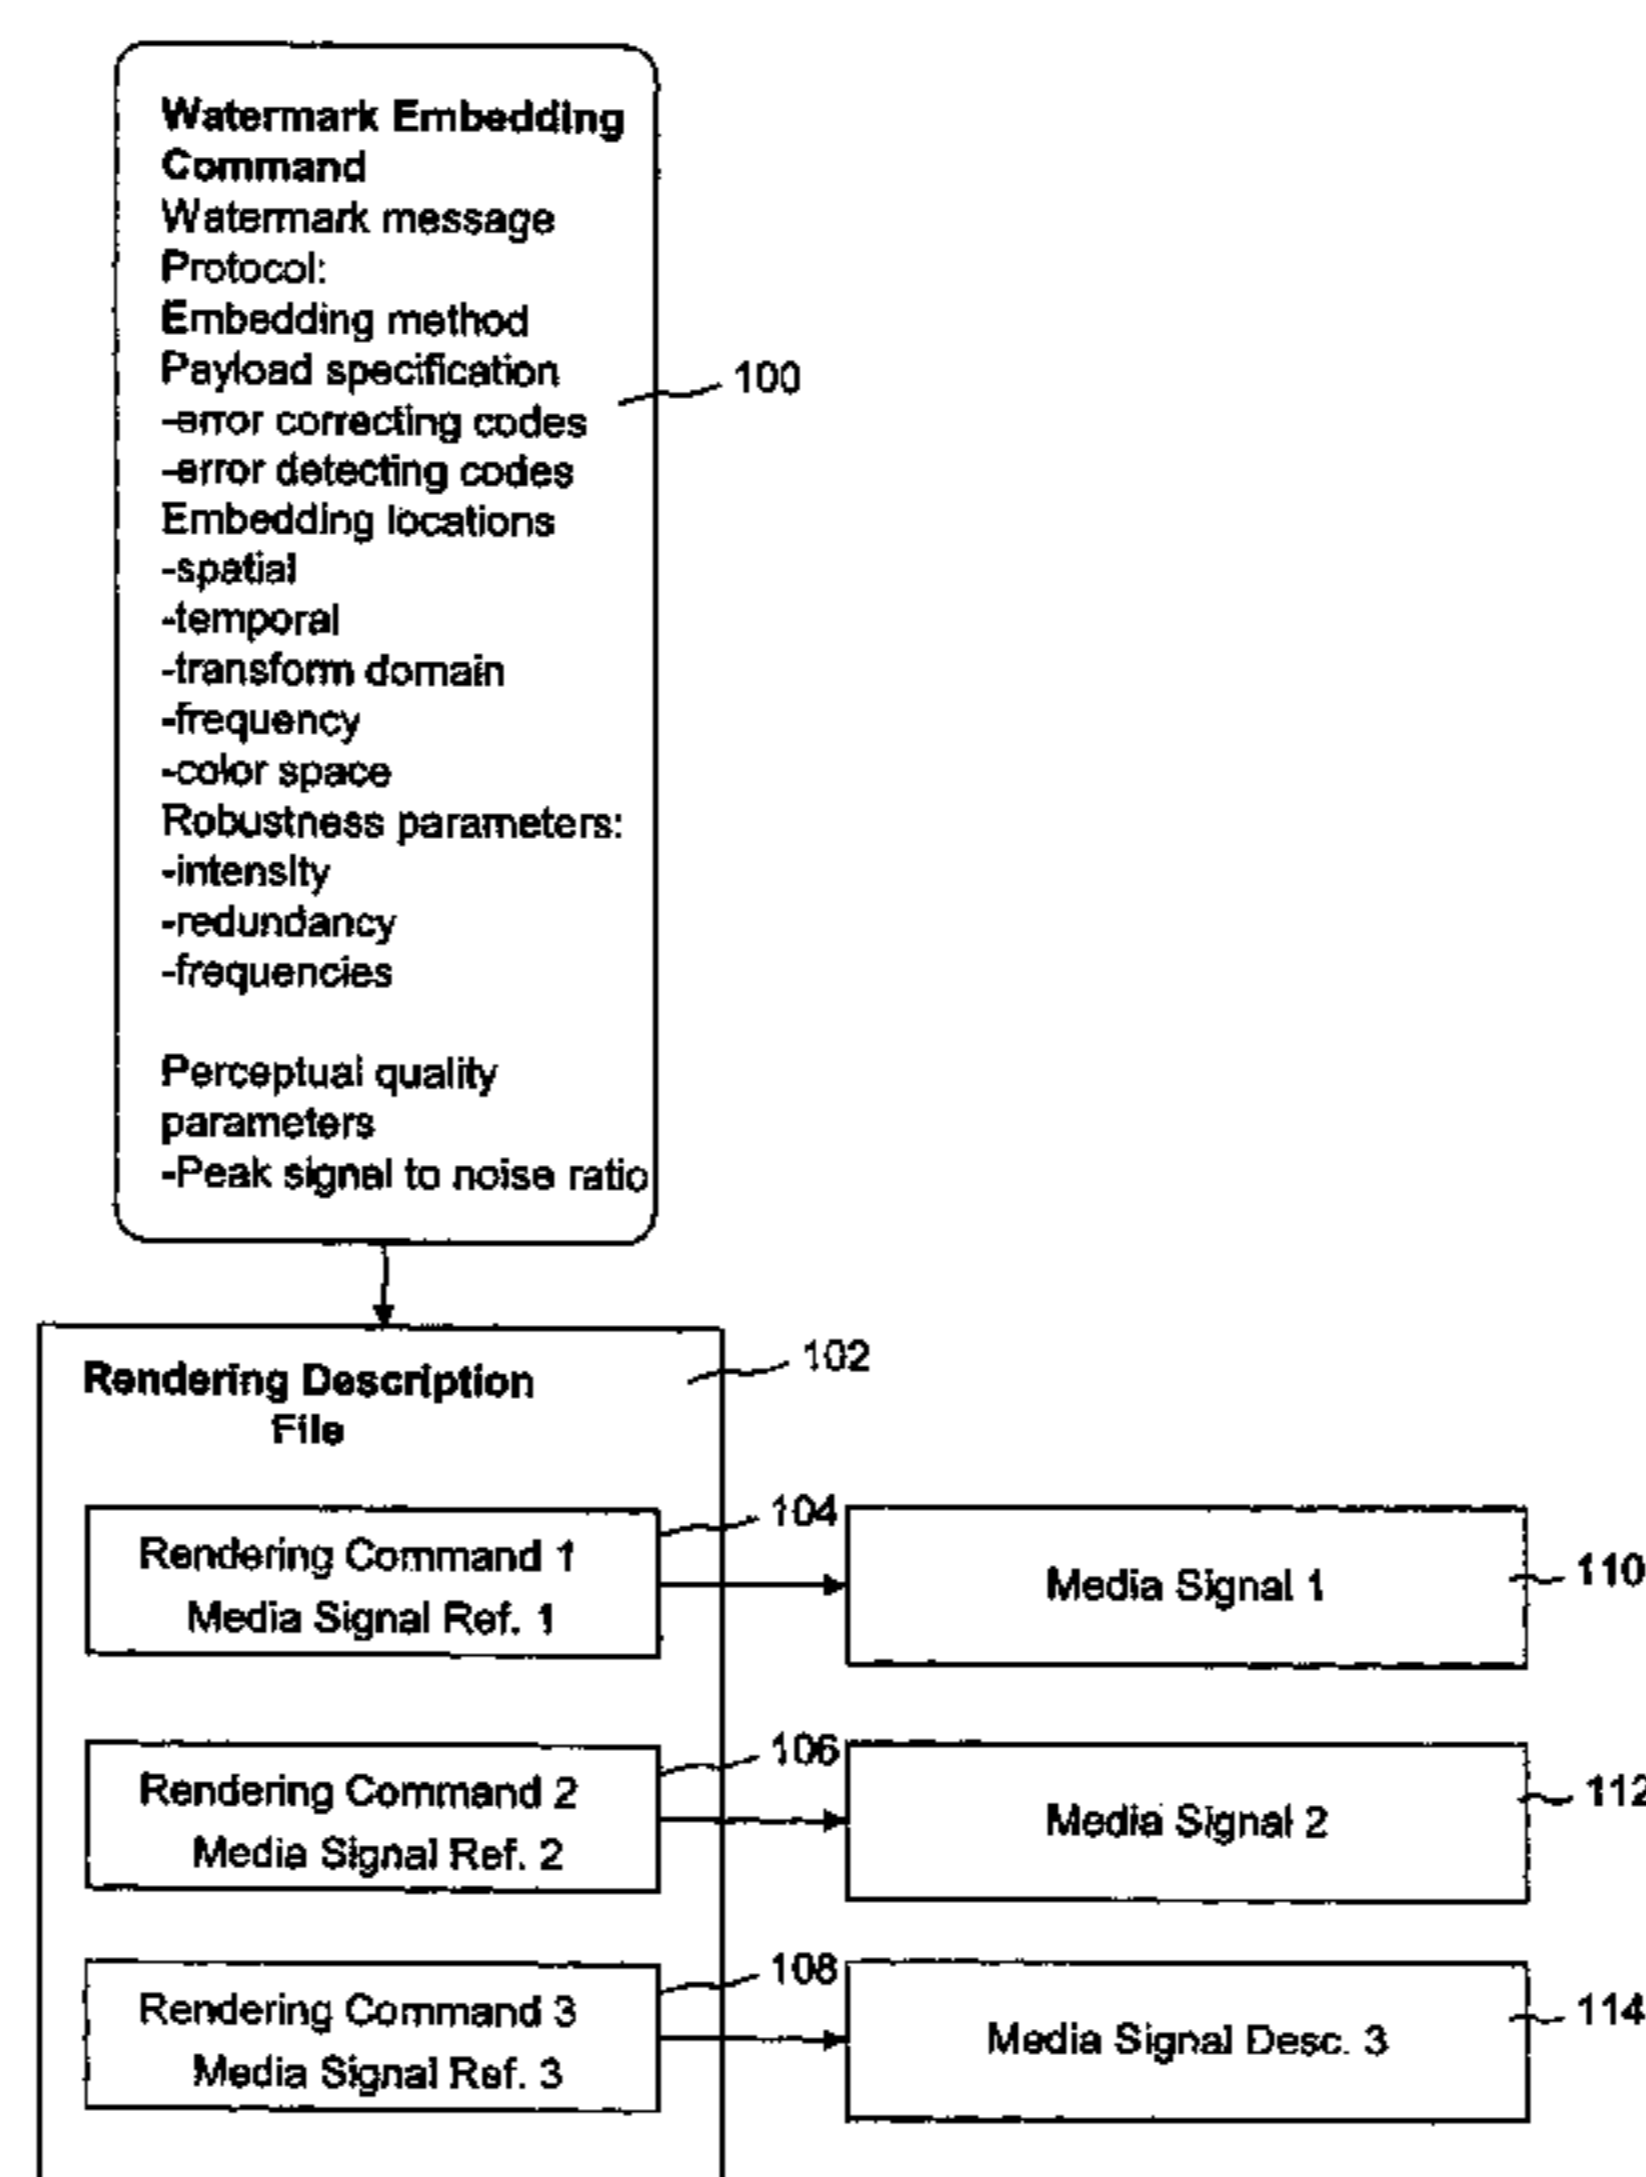 Watermark Embedding
Command
Watermark message
Protocol:
Embedding method
Payload specification
-error correcting codes
-error detecting codes
Embedding locations
-spatial
-temporal
-transform domain
-frequency
-color space
Robustness parameters:
-intensity
-redundancy
-frequencies
Perceptual quality
parameters
-Peak signal to noise ratio
100
Rendering Description
File
102
Rendering Command 1
Media Signal Ref. 1
104
Media Signal 1
110
Rendering Command 2
Media Signal Ref. 2
106
Media Signal 2
112
Rendering Command 3
Media Signal Ref. 3
108
Media Signal Desc. 3
114